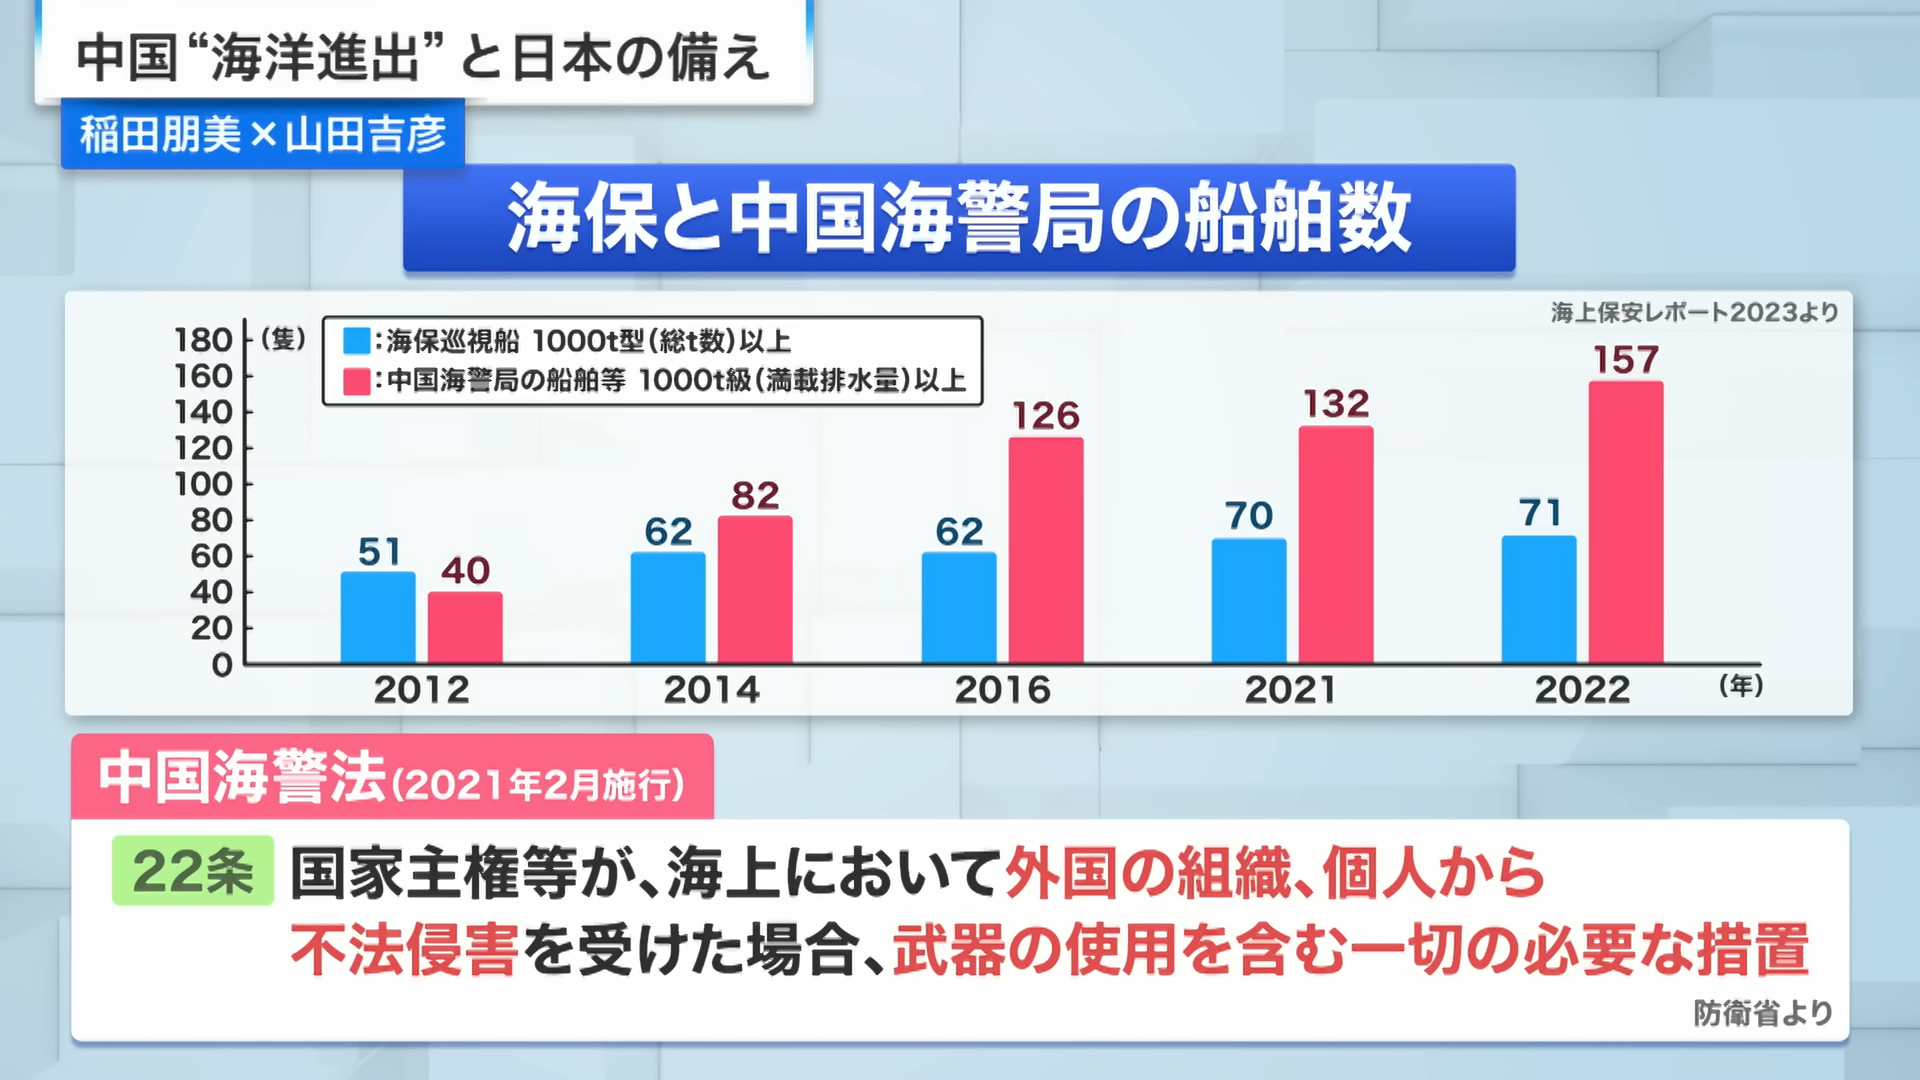 中国“海洋進出”と日本の備え
稲田朋美×山田吉彦
海保と中国海警局の船舶数
海上保安レポート2023より
：海保巡視船 1000t型（総t数）以上
：中国海警局の船舶等 1000t級（満載排水量）以上
180（隻）
160
140
120
100
80
60
40
20
0
51 40
62 82
62 126
70 132
71 157
2012 2014 2016 2021 2022 （年）
中国海警法（2021年2月施行）
22条 国家主権等が、海上において外国の組織、個人から
不法侵害を受けた場合、武器の使用を含む一切の必要な措置
防衛省より